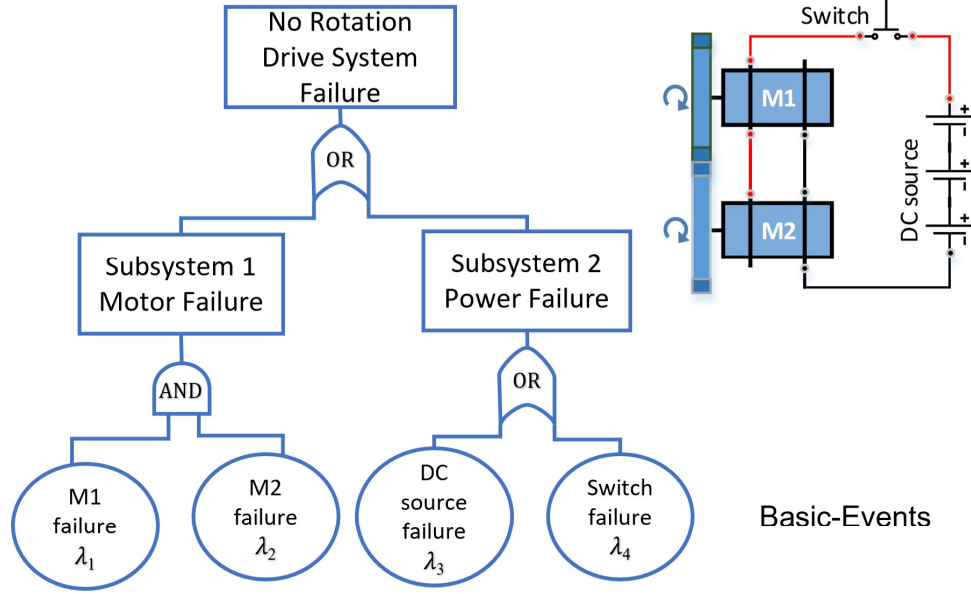 No Rotation
Drive System
Failure
OR
Subsystem 1
Motor Failure
Subsystem 2
Power Failure
AND
OR
M1
failure
λ1
M2
failure
λ2
DC
source
failure
λ3
Switch
failure
λ4
Basic-Events
Switch
M1
M2
DC source
+
−
+
−
+
−